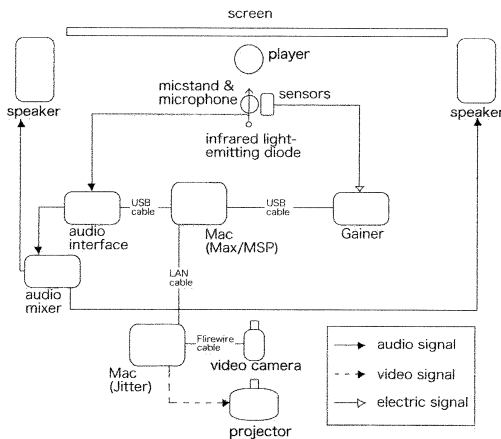 screen
player
speaker
speaker
micstand &
microphone
sensors
infrared light-
emitting diode
USB
cable
USB
cable
audio
interface
Mac
(Max/MSP)
Gainer
LAN
cable
audio
mixer
Flirewire
cable
Mac
(Jitter)
video camera
projector
audio signal
video signal
electric signal